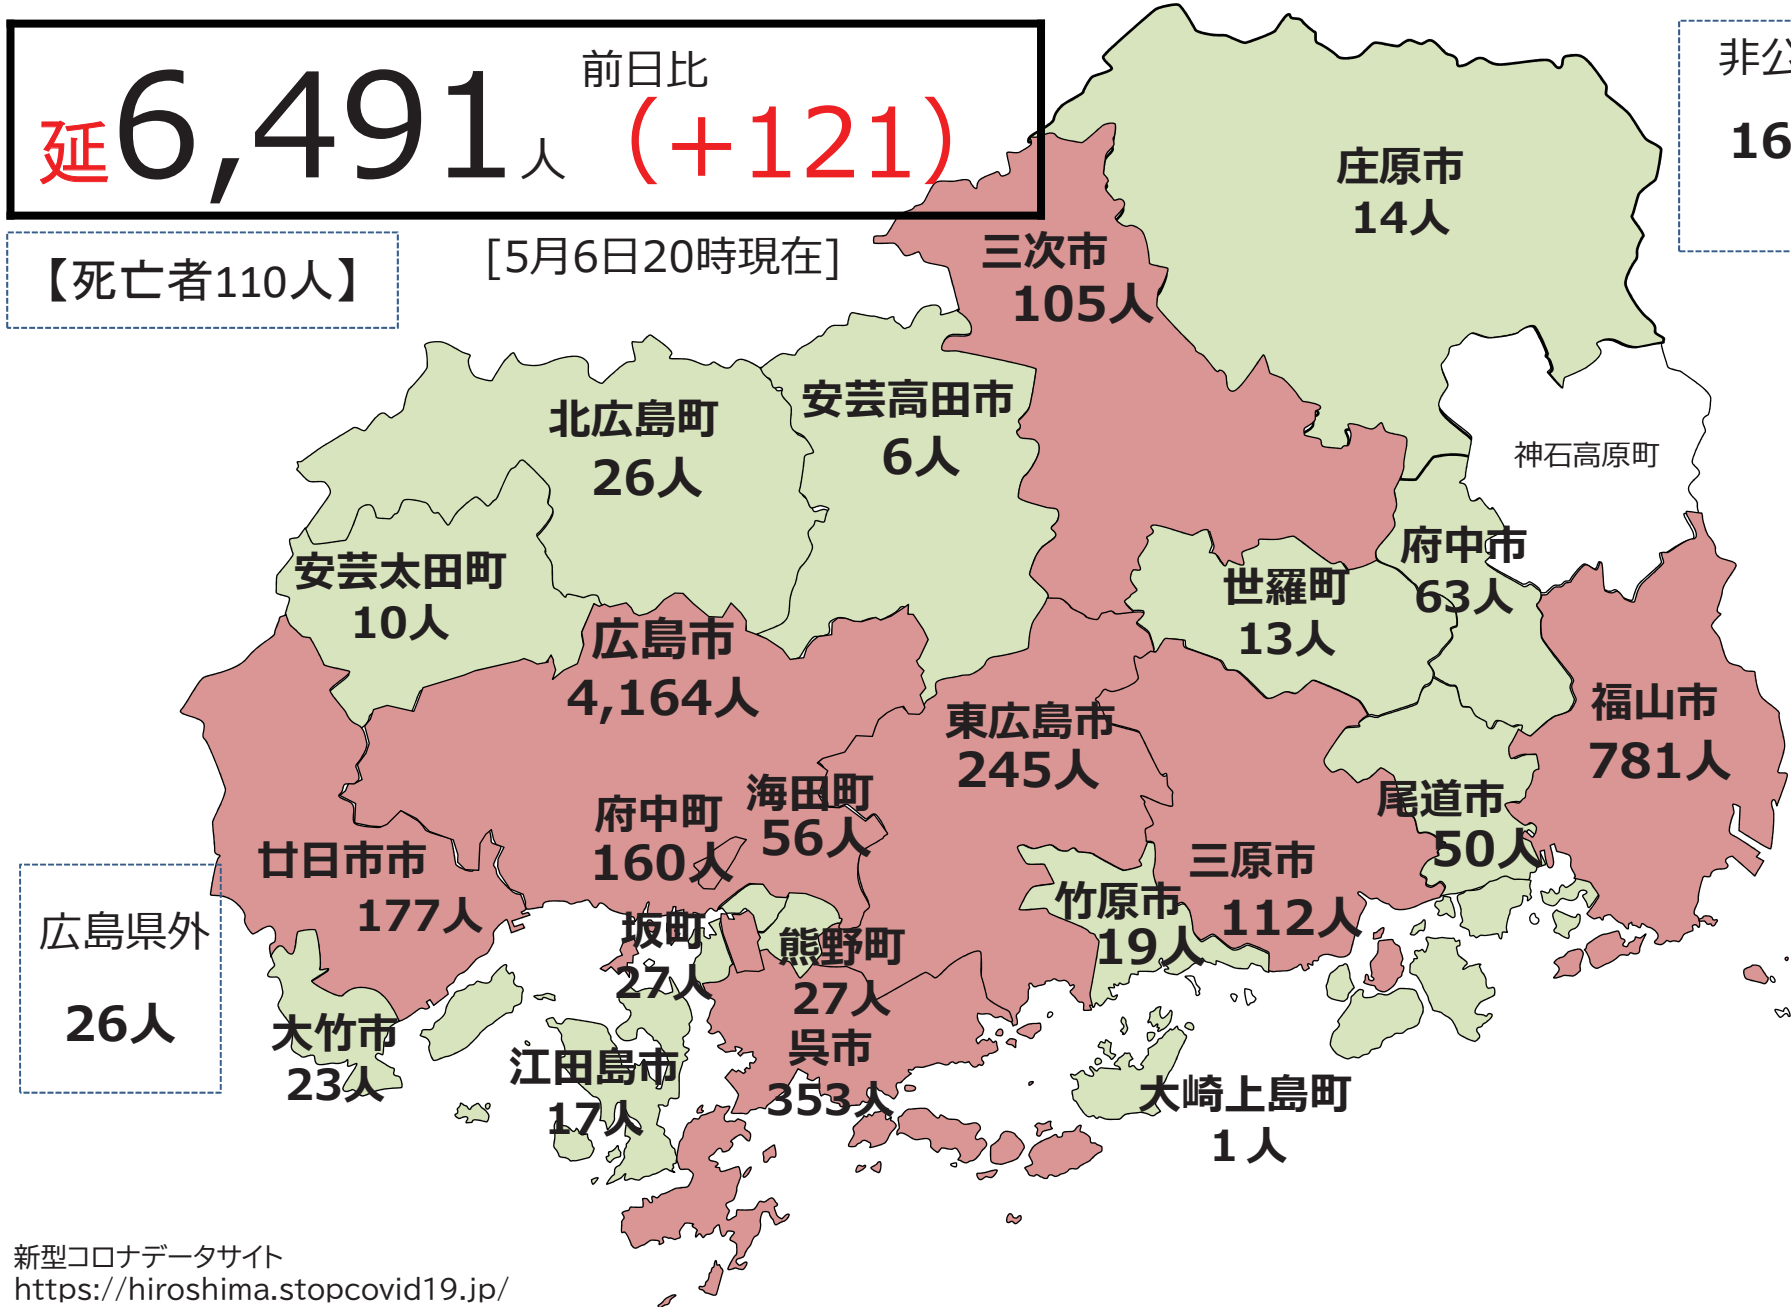 前日比
延6,491人（+121）
【死亡者110人】
[5月6日20時現在]
非公
16
庄原市
14人
三次市
105人
北広島町
26人
安芸高田市
6人
神石高原町
安芸太田町
10人
府中市
63人
世羅町
13人
広島市
4,164人
東広島市
245人
福山市
781人
海田町
56人
府中町
160人
尾道市
50人
廿日市市
177人
三原市
112人
竹原市
19人
坂町
27人
熊野町
27人
広島県外
26人
大竹市
23人
江田島市
17人
呉市
353人
大崎上島町
1人
新型コロナデータサイト
https://hiroshima.stopcovid19.jp/